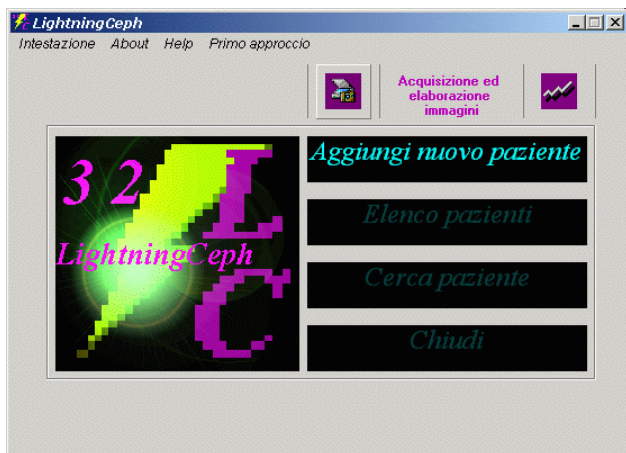 LightningCeph
Intestazione About Help Primo approccio
Acquisizione ed
elaborazione
immagini
3 2
L
C
LightningCeph
Aggiungi nuovo paziente
Elenco pazienti
Cerca paziente
Chiudi